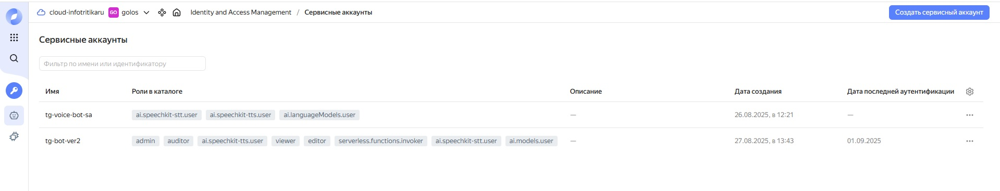 cloud-infotritikaru GO golos Identity and Access Management / Сервисные аккаунты Создать сервисный аккаунт
Сервисные аккаунты
Фильтр по имени или идентификатору
Имя Роли в каталоге Описание Дата создания Дата последней аутентификации
tg-voice-bot-sa ai.speechkit-stt.user ai.speechkit-tts.user ai.languageModels.user — 26.08.2025, в 12:21 —
tg-bot-ver2 admin auditor ai.speechkit-tts.user viewer editor serverless.functions.invoker ai.speechkit-stt.user ai.models.user — 27.08.2025, в 13:43 01.09.2025